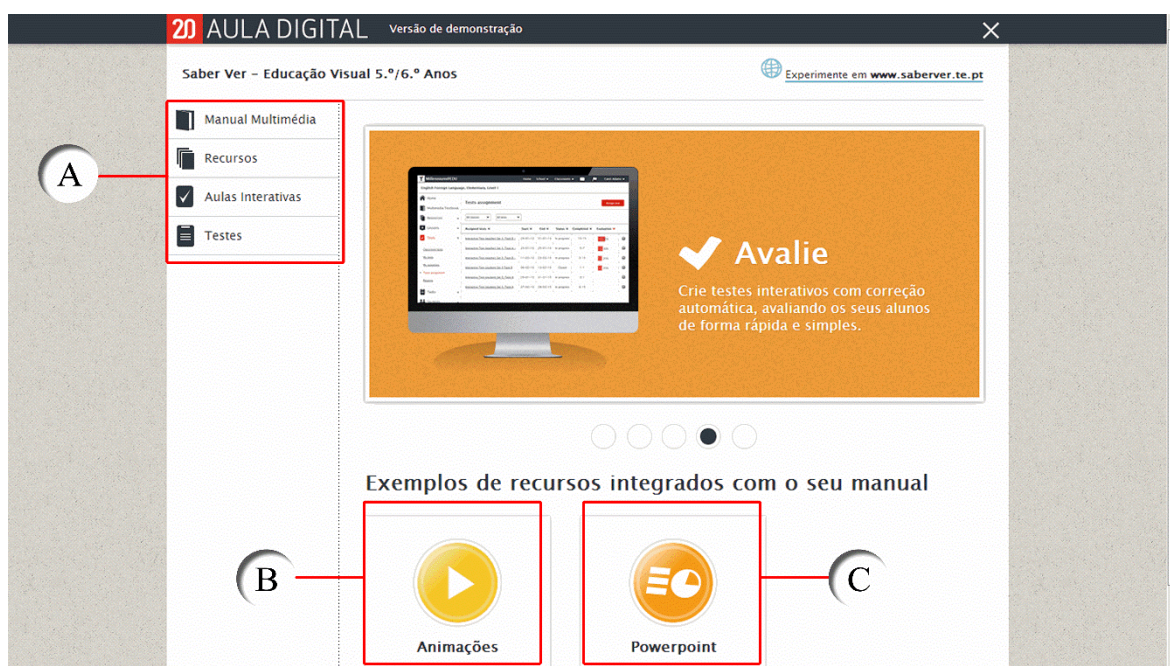 20 AULA DIGITAL Versão de demonstração
Saber Ver – Educação Visual 5.º/6.º Anos
Experimente em www.saberver.te.pt
Manual Multimédia
Recursos
Aulas Interativas
Testes
A
Tests assignment
Avalie
Crie testes interativos com correção
automática, avaliando os seus alunos
de forma rápida e simples.
Exemplos de recursos integrados com o seu manual
B
C
Animações
Powerpoint